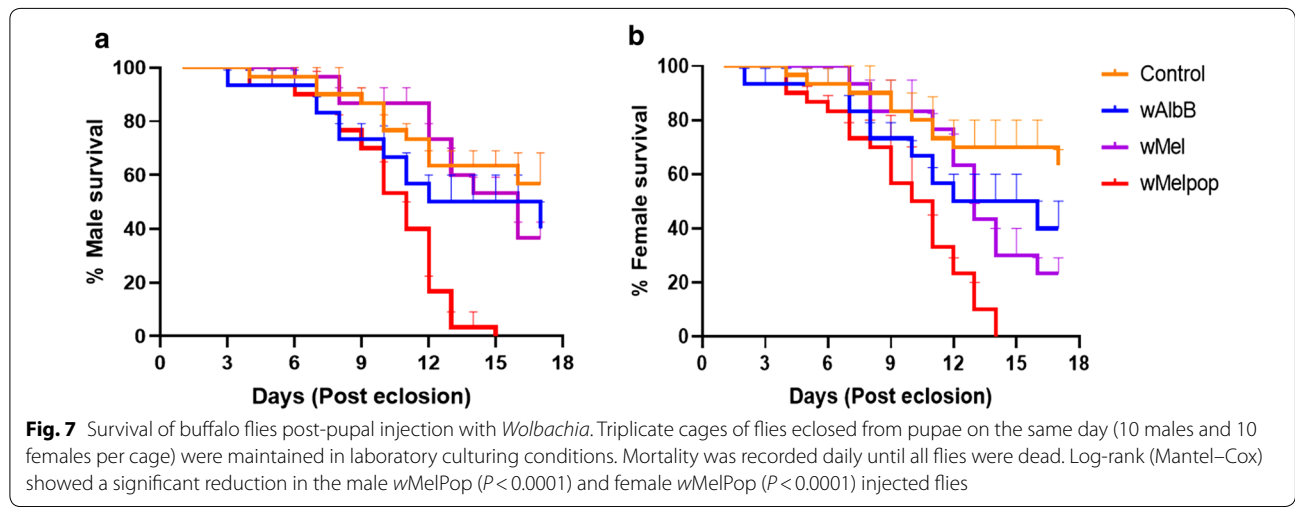 a
b
100
80
60
40
20
0
% Male survival
0 3 6 9 12 15 18
Days (Post eclosion)
100
80
60
40
20
0
% Female survival
0 3 6 9 12 15 18
Days (Post eclosion)
Control
wAlbB
wMel
wMelpop
Fig. 7 Survival of buffalo flies post-pupal injection with Wolbachia. Triplicate cages of flies eclosed from pupae on the same day (10 males and 10
females per cage) were maintained in laboratory culturing conditions. Mortality was recorded daily until all flies were dead. Log-rank (Mantel–Cox)
showed a significant reduction in the male wMelPop (P < 0.0001) and female wMelPop (P < 0.0001) injected flies